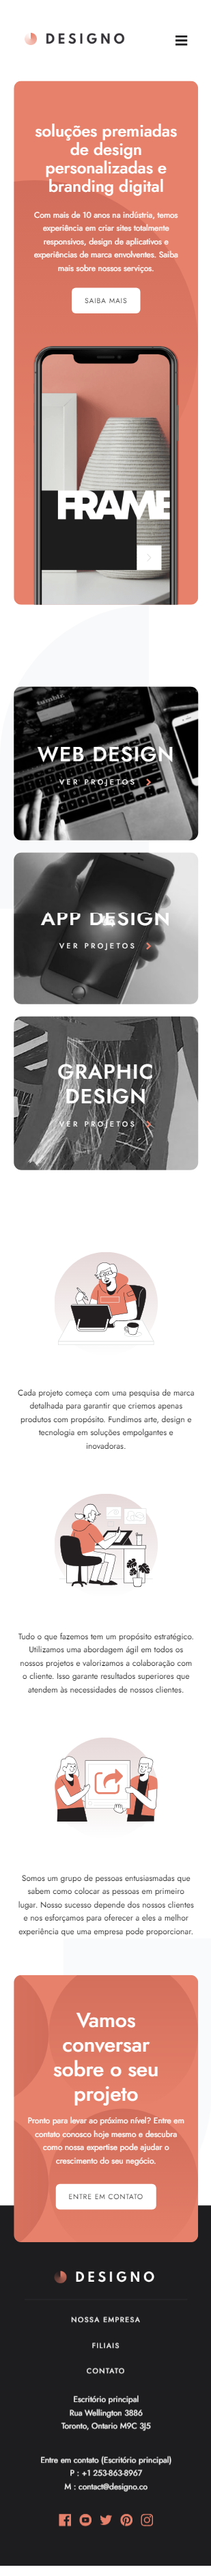 DESIGNO
soluções premiadas
de design
personalizadas e
branding digital
Com mais de 10 anos na indústria, temos
experiência em criar sites totalmente
responsivos, design de aplicativos e
experiências de marca envolventes. Saiba
mais sobre nossos serviços.
SAIBA MAIS
FRAME
WEB DESIGN
VER PROJETOS
APP DESIGN
VER PROJETOS
GRAPHIC
DESIGN
VER PROJETOS
Cada projeto começa com uma pesquisa de marca
detalhada para garantir que criemos apenas
produtos com propósito. Fundimos arte, design e
tecnologia em soluções empolgantes e
inovadoras.
Tudo o que fazemos tem um propósito estratégico.
Utilizamos uma abordagem ágil em todos os
nossos projetos e valorizamos a colaboração com
o cliente. Isso garante resultados superiores que
atendem às necessidades de nossos clientes.
Somos um grupo de pessoas entusiasmadas que
sabem como colocar as pessoas em primeiro
lugar. Nosso sucesso depende dos nossos clientes
e nos esforçamos para oferecer a eles a melhor
experiência que uma empresa pode proporcionar.
Vamos
conversar
sobre o seu
projeto
Pronto para levar ao próximo nível? Entre em
contato conosco hoje mesmo e descubra
como nossa expertise pode ajudar o
crescimento do seu negócio.
ENTRE EM CONTATO
DESIGNO
NOSSA EMPRESA
FILIAIS
CONTATO
Escritório principal
Rua Wellington 3886
Toronto, Ontario M9C 3J5
Entre em contato (Escritório principal)
P : +1 253-863-8967
M : contact@designo.co